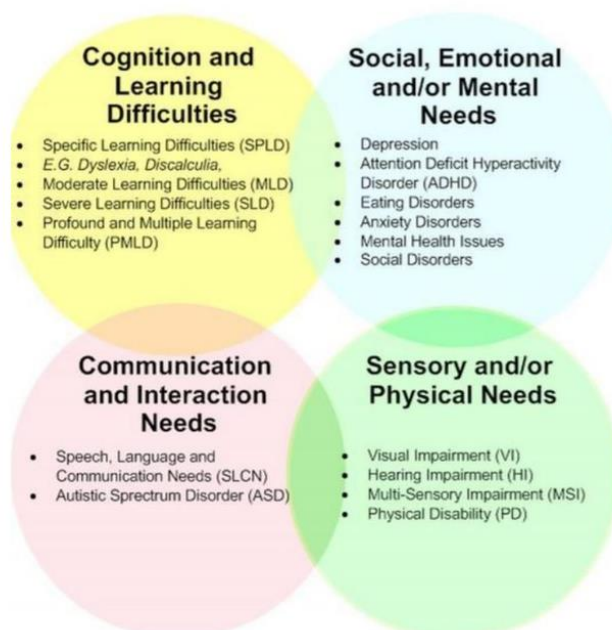 Cognition and
Learning
Difficulties
• Specific Learning Difficulties (SPLD)
• E.G. Dyslexia, Discalculia,
• Moderate Learning Difficulties (MLD)
• Severe Learning Difficulties (SLD)
• Profound and Multiple Learning
Difficulty (PMLD)
Social, Emotional
and/or Mental
Needs
• Depression
• Attention Deficit Hyperactivity
Disorder (ADHD)
• Eating Disorders
• Anxiety Disorders
• Mental Health Issues
• Social Disorders
Communication
and Interaction
Needs
• Speech, Language and
Communication Needs (SLCN)
• Autistic Sprectrum Disorder (ASD)
Sensory and/or
Physical Needs
• Visual Impairment (VI)
• Hearing Impairment (HI)
• Multi-Sensory Impairment (MSI)
• Physical Disability (PD)